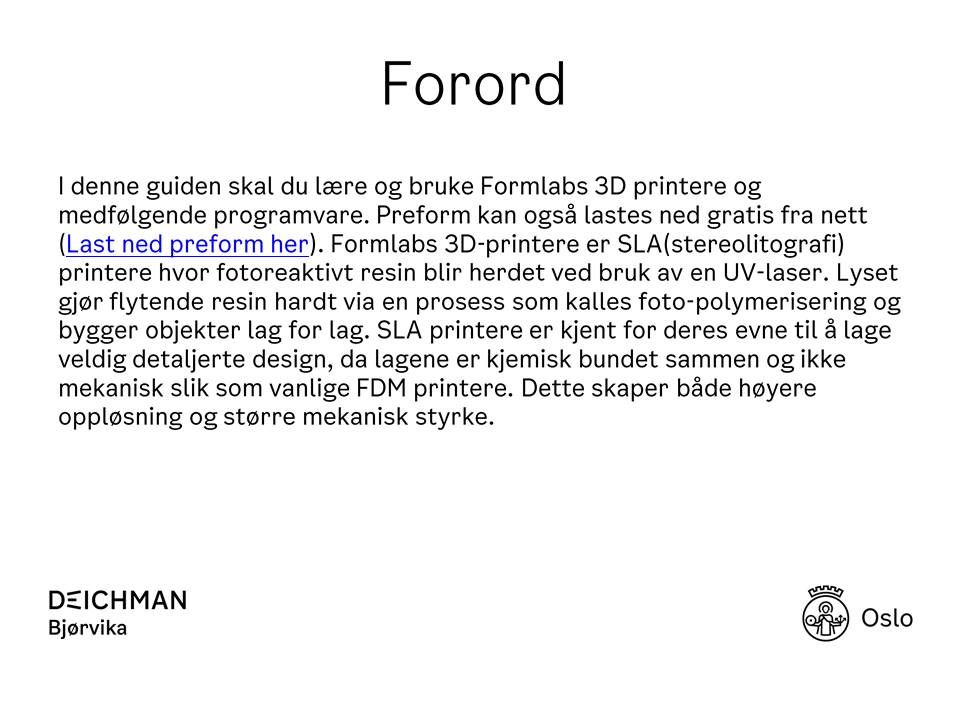 Forord
I denne guiden skal du lære og bruke Formlabs 3D printere og
medfølgende programvare. Preform kan også lastes ned gratis fra nett
(Last ned preform her). Formlabs 3D-printere er SLA(stereolitografi)
printere hvor fotoreaktivt resin blir herdet ved bruk av en UV-laser. Lyset
gjør flytende resin hardt via en prosess som kalles foto-polymerisering og
bygger objekter lag for lag. SLA printere er kjent for deres evne til å lage
veldig detaljerte design, da lagene er kjemisk bundet sammen og ikke
mekanisk slik som vanlige FDM printere. Dette skaper både høyere
oppløsning og større mekanisk styrke.
DEICHMAN
Bjørvika
Oslo